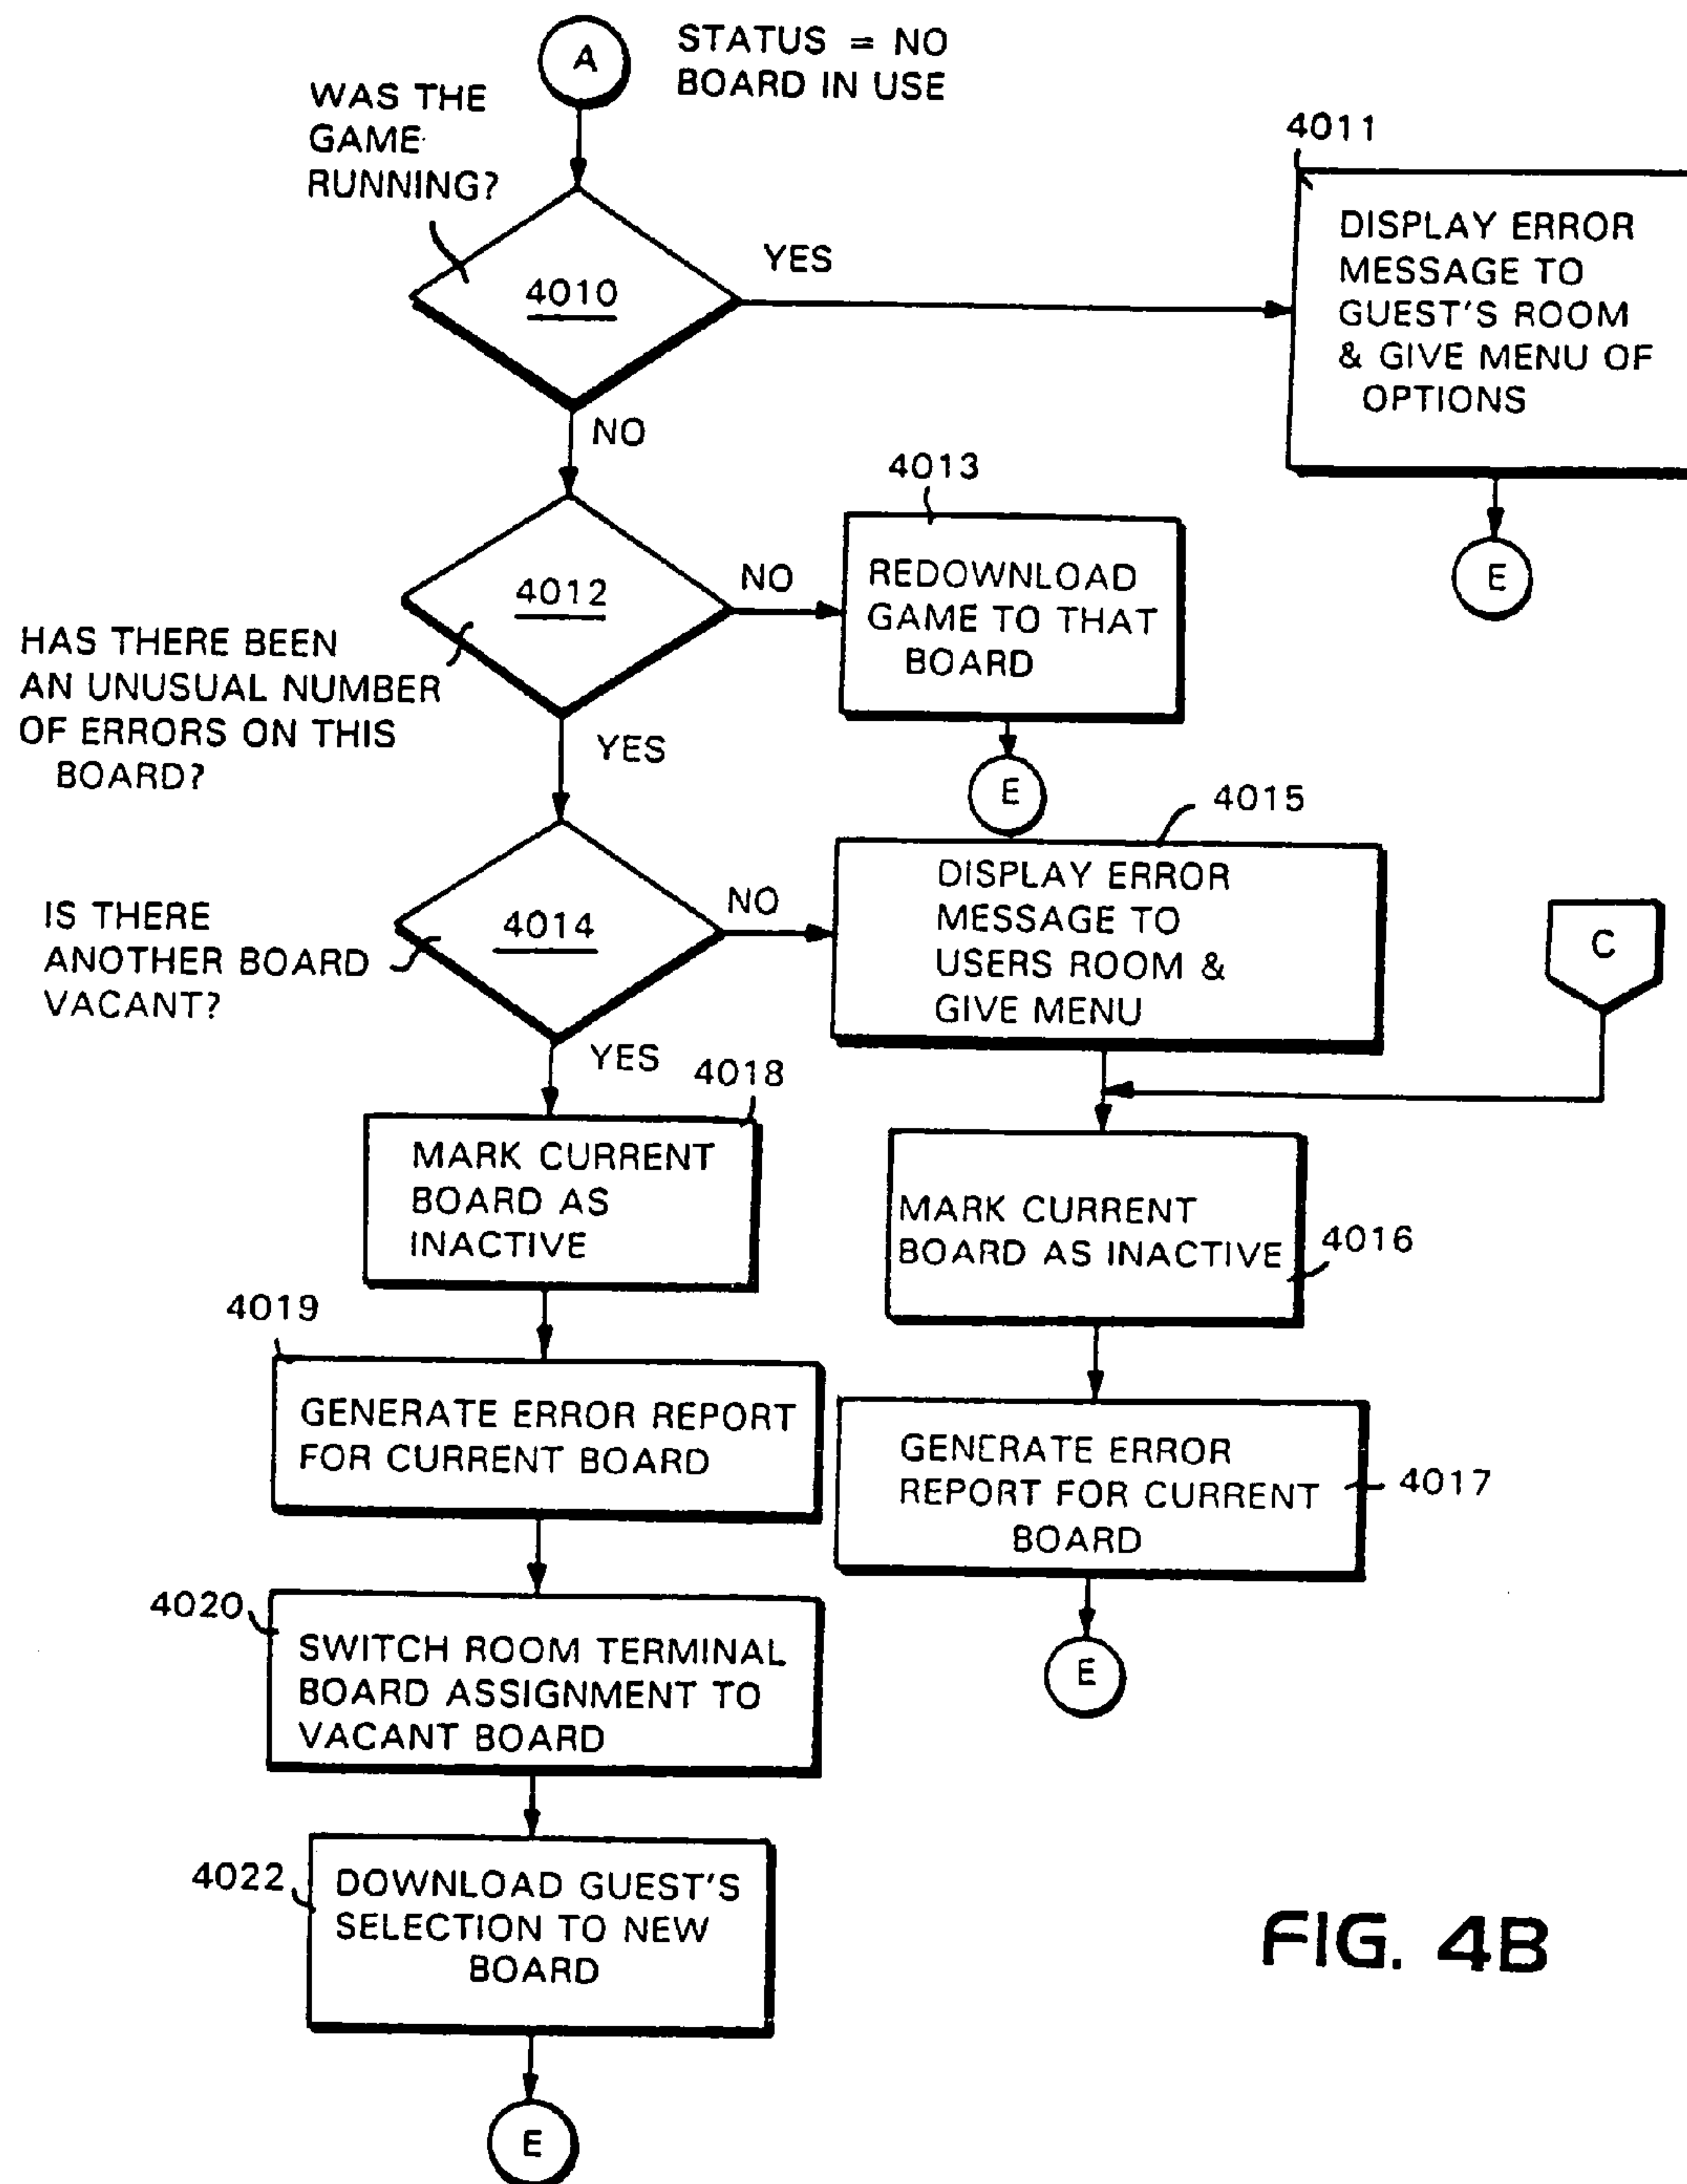 A
STATUS = NO
BOARD IN USE
WAS THE
GAME
RUNNING?
4010
YES
4011
DISPLAY ERROR
MESSAGE TO
GUEST'S ROOM
& GIVE MENU OF
OPTIONS
E
NO
4012
HAS THERE BEEN
AN UNUSUAL NUMBER
OF ERRORS ON THIS
BOARD?
NO
4013
REDOWNLOAD
GAME TO THAT
BOARD
E
YES
4014
IS THERE
ANOTHER BOARD
VACANT?
NO
4015
DISPLAY ERROR
MESSAGE TO
USERS ROOM &
GIVE MENU
C
YES
4018
MARK CURRENT
BOARD AS
INACTIVE
MARK CURRENT
BOARD AS INACTIVE
4016
4019
GENERATE ERROR REPORT
FOR CURRENT BOARD
GENERATE ERROR
REPORT FOR CURRENT
BOARD
4017
E
4020
SWITCH ROOM TERMINAL
BOARD ASSIGNMENT TO
VACANT BOARD
4022
DOWNLOAD GUEST'S
SELECTION TO NEW
BOARD
E
FIG. 4B